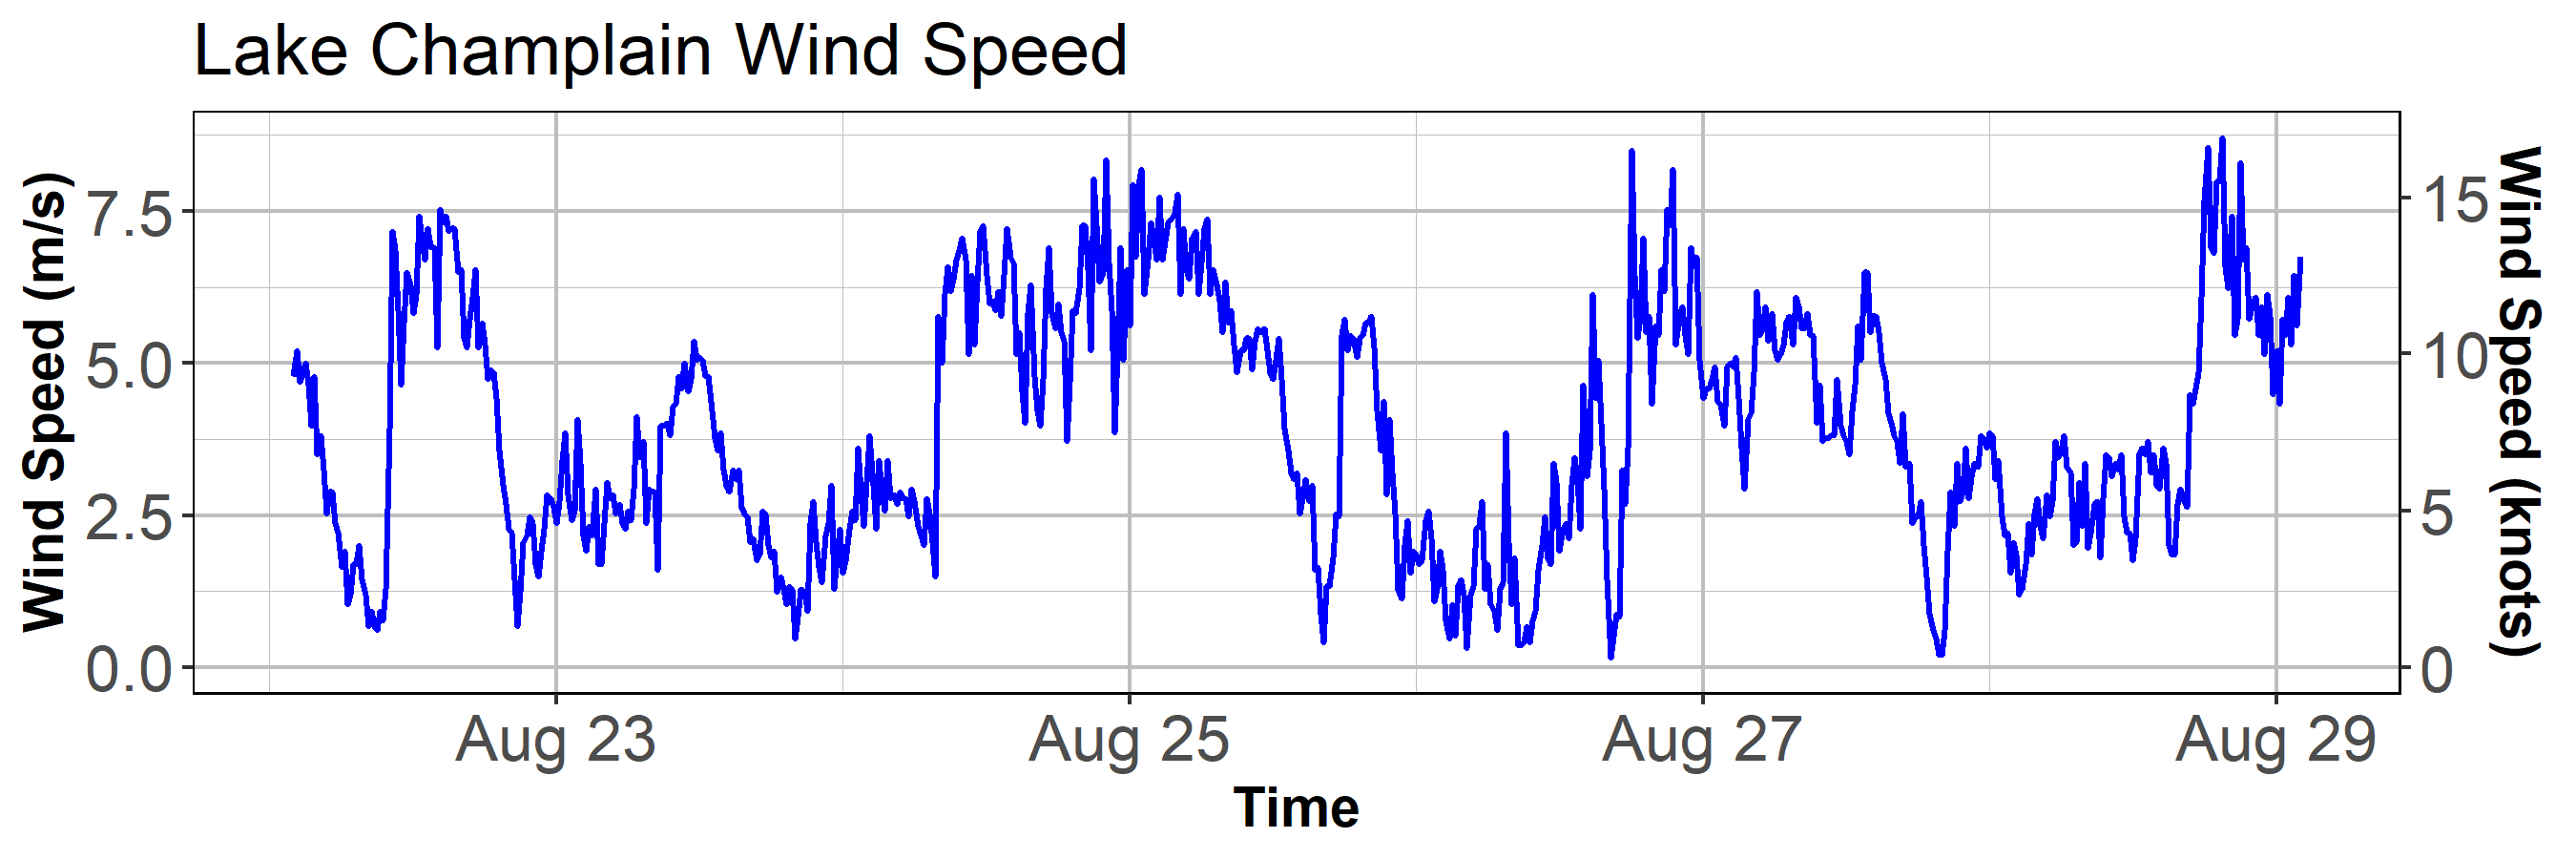 Lake Champlain Wind Speed
Wind Speed (m/s)
7.5
5.0
2.5
0.0
15
10
5
0
Wind Speed (knots)
Aug 23 Aug 25 Aug 27 Aug 29
Time